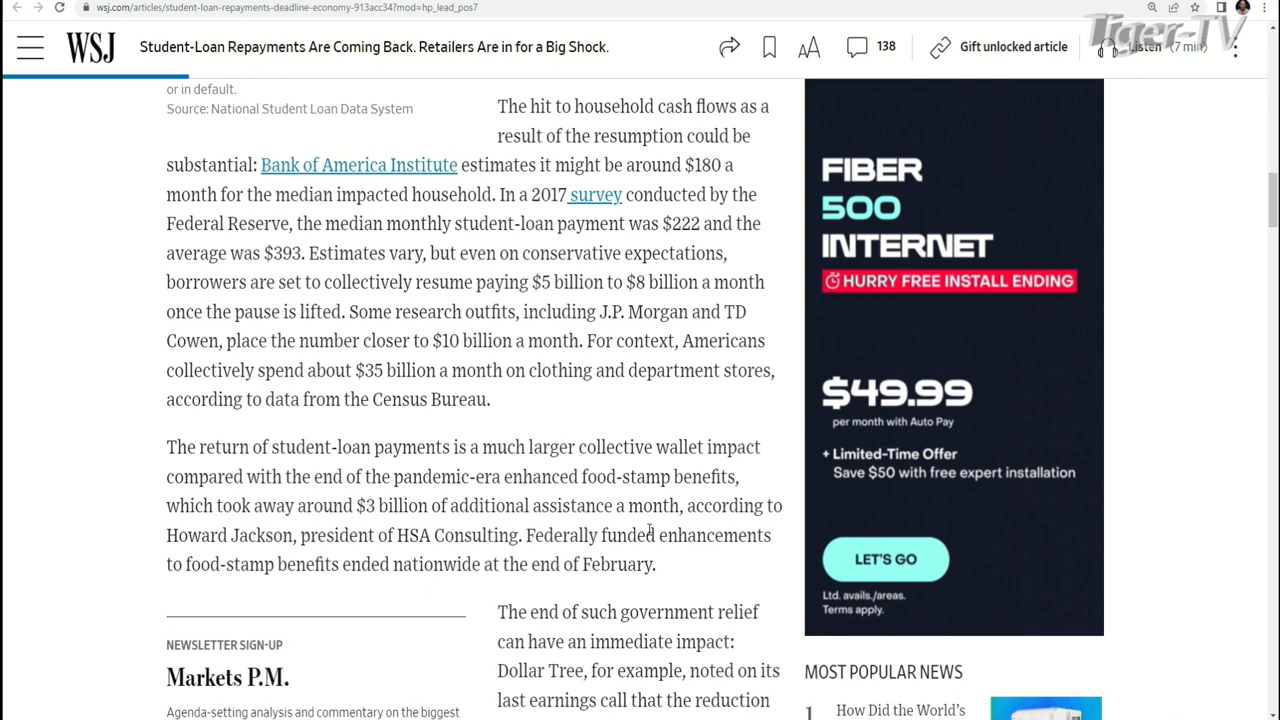 wsj.com/articles/student-loan-repayments-deadline-economy-913acc34?mod=hp_lead_pos7
Tiger-TV
WSJ
Student-Loan Repayments Are Coming Back. Retailers Are in for a Big Shock.
138
Gift unlocked article
Listen (7 min)
or in default.
Source: National Student Loan Data System
The hit to household cash flows as a
result of the resumption could be
substantial: Bank of America Institute estimates it might be around $180 a
month for the median impacted household. In a 2017 survey conducted by the
Federal Reserve, the median monthly student-loan payment was $222 and the
average was $393. Estimates vary, but even on conservative expectations,
borrowers are set to collectively resume paying $5 billion to $8 billion a month
once the pause is lifted. Some research outfits, including J.P. Morgan and TD
Cowen, place the number closer to $10 billion a month. For context, Americans
collectively spend about $35 billion a month on clothing and department stores,
according to data from the Census Bureau.
The return of student-loan payments is a much larger collective wallet impact
compared with the end of the pandemic-era enhanced food-stamp benefits,
which took away around $3 billion of additional assistance a month, according to
Howard Jackson, president of HSA Consulting. Federally funded enhancements
to food-stamp benefits ended nationwide at the end of February.
The end of such government relief
can have an immediate impact:
Dollar Tree, for example, noted on its
last earnings call that the reduction
NEWSLETTER SIGN-UP
Markets P.M.
Agenda-setting analysis and commentary on the biggest
FIBER
500
INTERNET
HURRY FREE INSTALL ENDING
$49.99
per month with Auto Pay
+ Limited-Time Offer
Save $50 with free expert installation
LET'S GO
Ltd. avails./areas.
Terms apply.
MOST POPULAR NEWS
1
How Did the World's